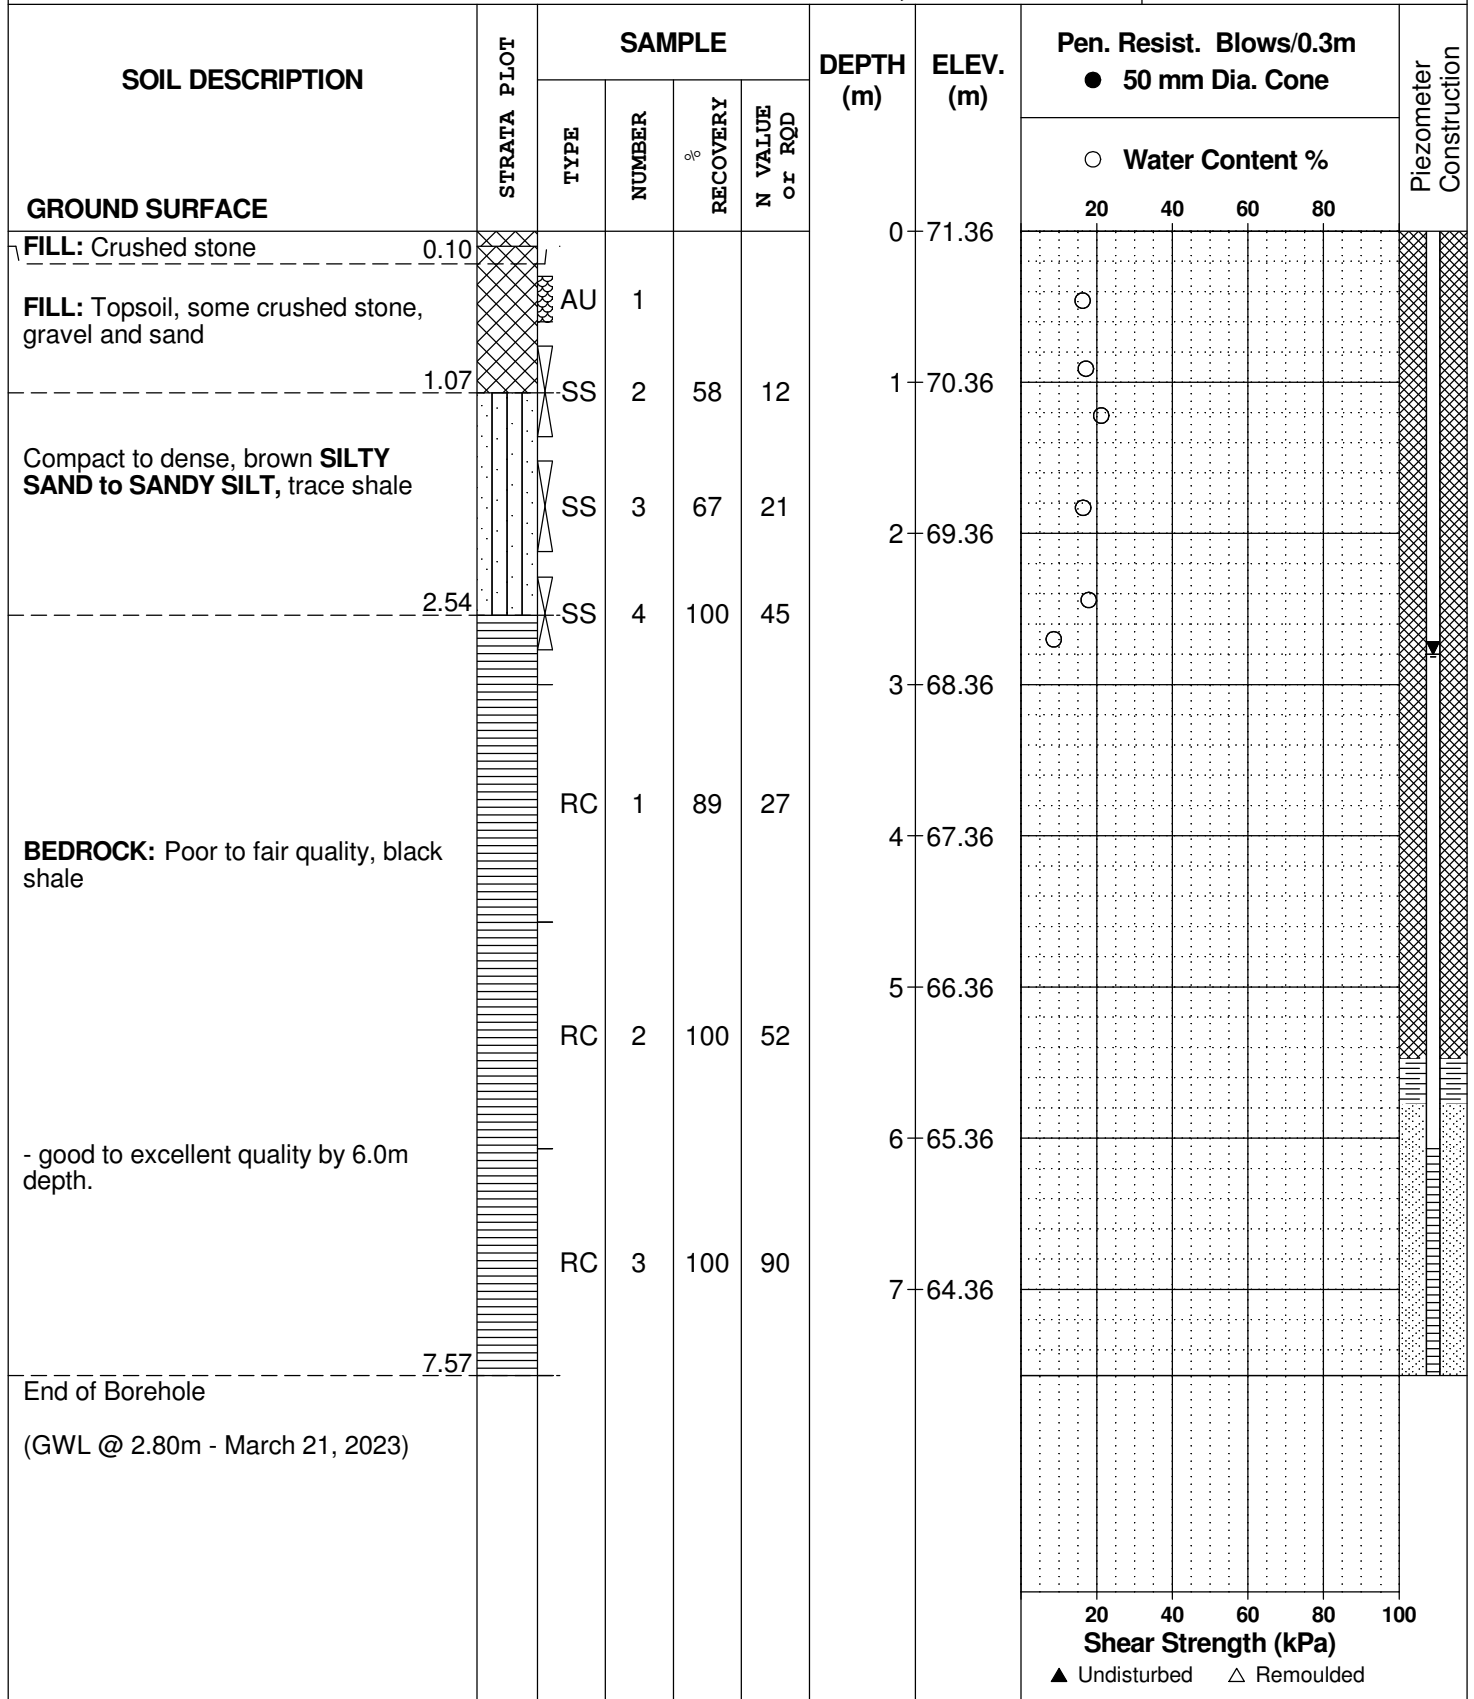 SOIL DESCRIPTION
GROUND SURFACE
STRATA PLOT
SAMPLE
TYPE
NUMBER
% RECOVERY
N VALUE or RQD
DEPTH (m)
ELEV. (m)
Pen. Resist. Blows/0.3m
● 50 mm Dia. Cone
○ Water Content %
20 40 60 80
Piezometer Construction
0 71.36
FILL: Crushed stone 0.10
FILL: Topsoil, some crushed stone,
gravel and sand
AU 1
1.07
SS 2 58 12
1 70.36
Compact to dense, brown SILTY
SAND to SANDY SILT, trace shale
SS 3 67 21
2 69.36
2.54
SS 4 100 45
3 68.36
RC 1 89 27
4 67.36
BEDROCK: Poor to fair quality, black
shale
5 66.36
RC 2 100 52
6 65.36
- good to excellent quality by 6.0m
depth.
RC 3 100 90
7 64.36
7.57
End of Borehole
(GWL @ 2.80m - March 21, 2023)
20 40 60 80 100
Shear Strength (kPa)
▲ Undisturbed △ Remoulded